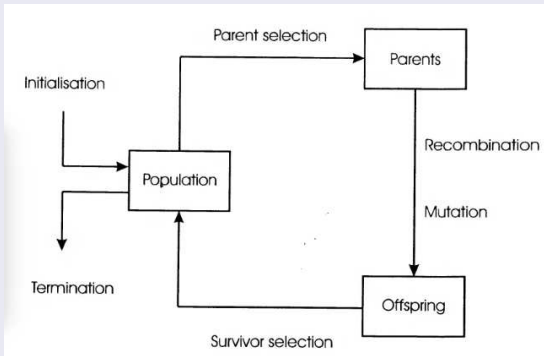 Parent selection
Parents
Initialisation
Recombination
Population
Mutation
Termination
Offspring
Survivor selection